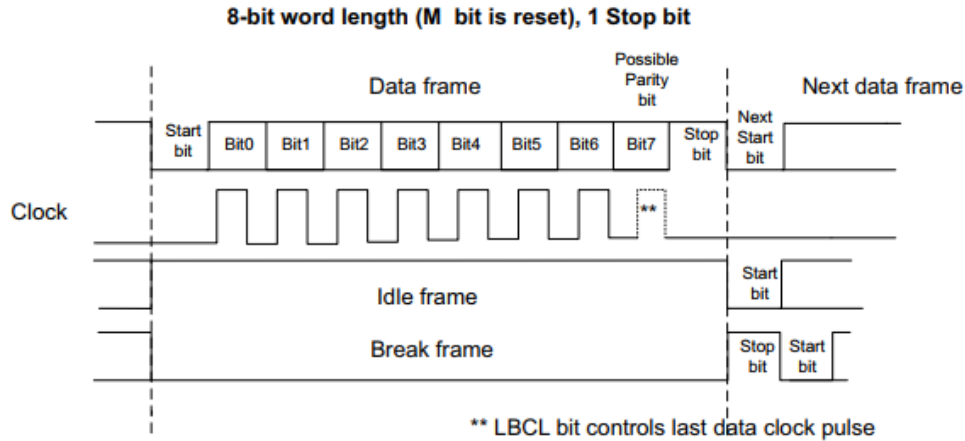 8-bit word length (M bit is reset), 1 Stop bit
Possible
Parity
bit
Data frame
Next data frame
Start
bit
Bit0
Bit1
Bit2
Bit3
Bit4
Bit5
Bit6
Bit7
Stop
bit
Next
Start
bit
Clock
**
Idle frame
Start
bit
Break frame
Stop
bit
Start
bit
** LBCL bit controls last data clock pulse